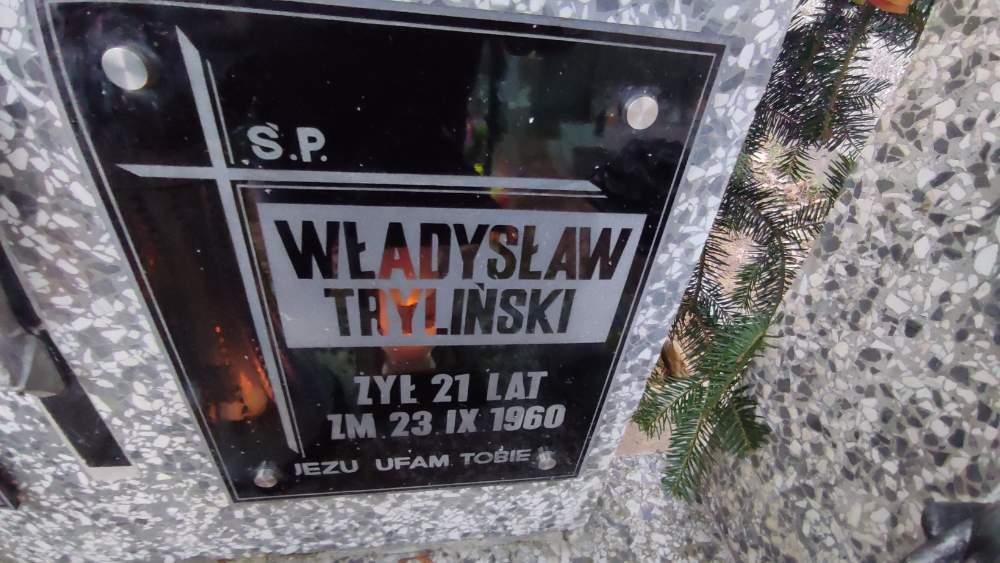 Ś.P.
WŁADYSŁAW
TRYLIŃSKI
ŻYŁ 21 LAT
ZM 23 IX 1960
JEZU UFAM TOBIE